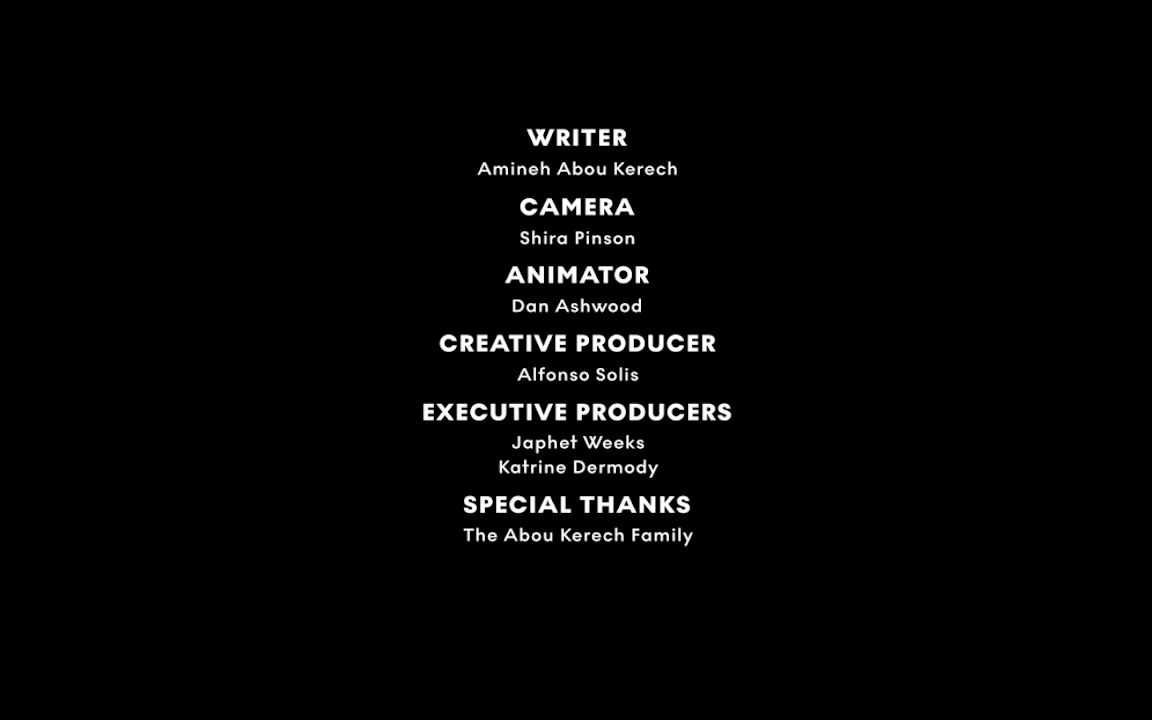 WRITER
Amineh Abou Kerech
CAMERA
Shira Pinson
ANIMATOR
Dan Ashwood
CREATIVE PRODUCER
Alfonso Solis
EXECUTIVE PRODUCERS
Japhet Weeks
Katrine Dermody
SPECIAL THANKS
The Abou Kerech Family